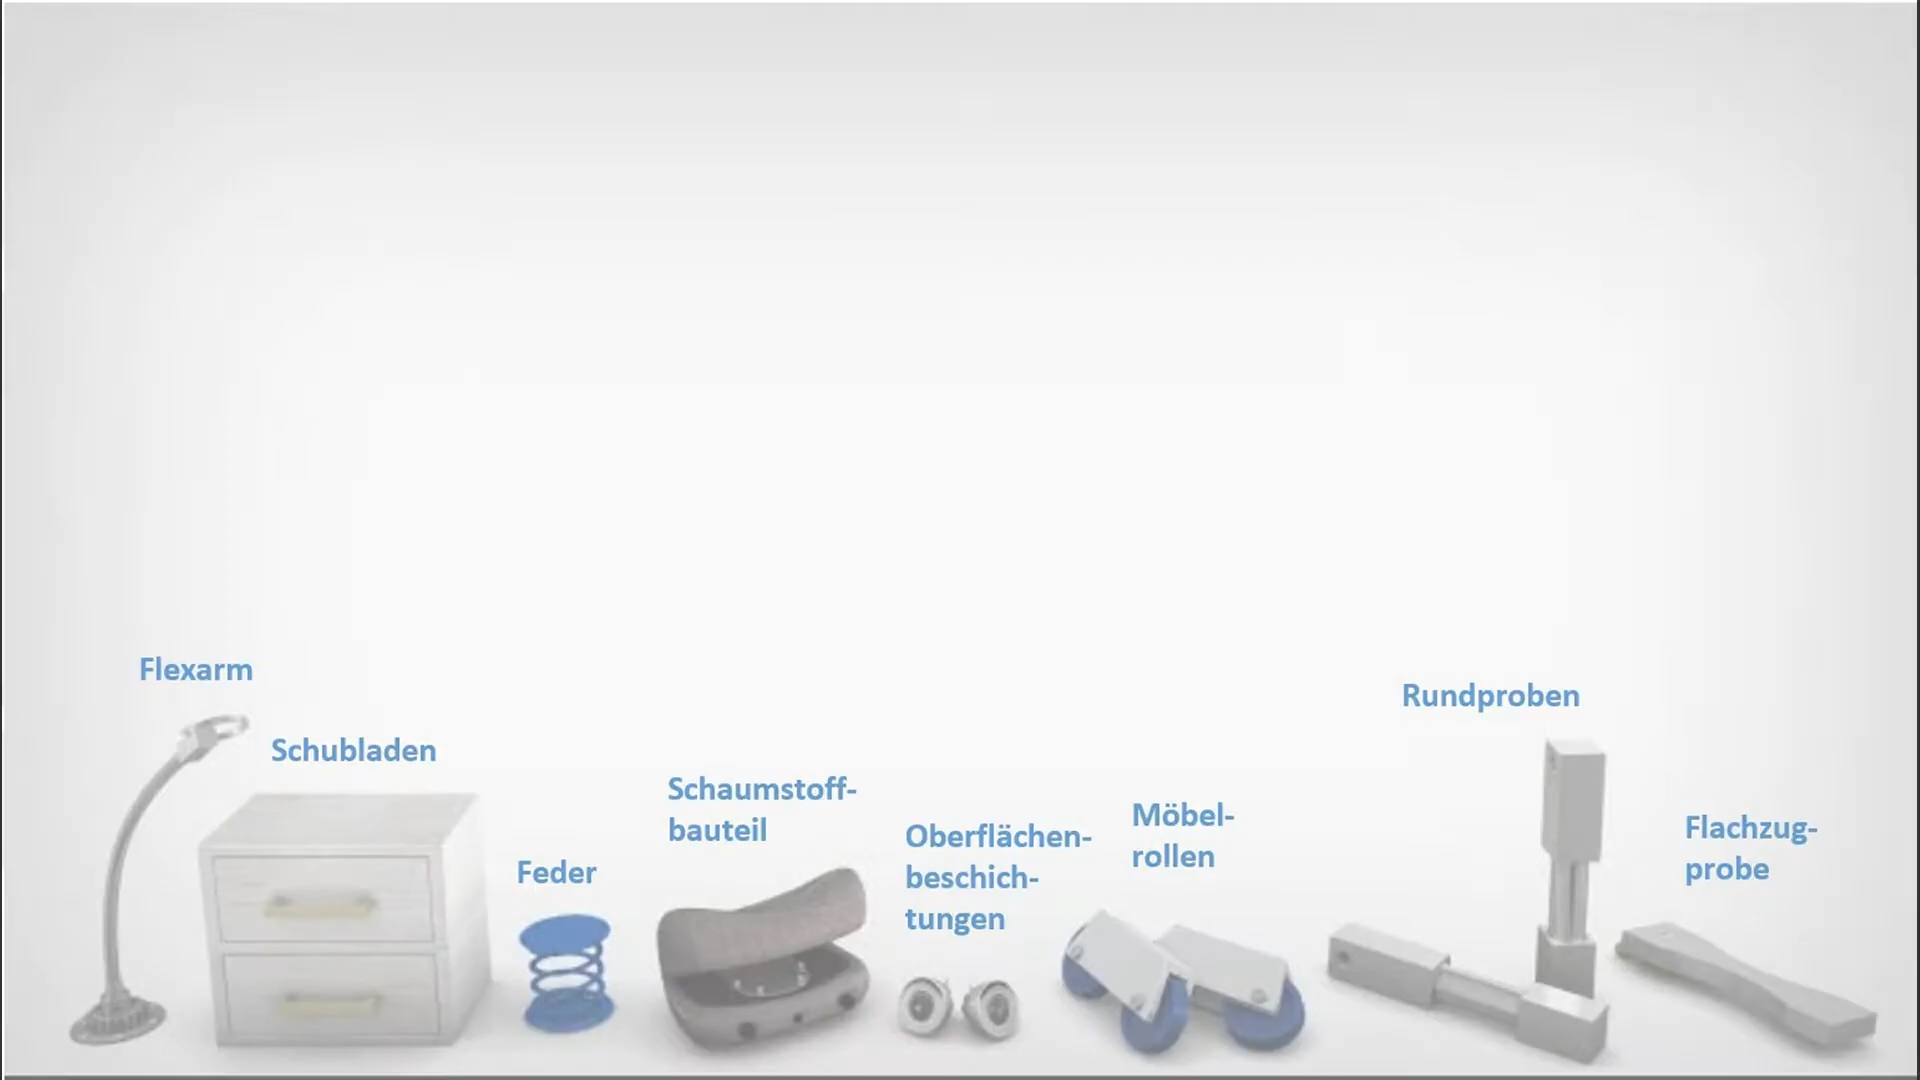 Flexarm
Schubladen
Feder
Schaumstoff-
bauteil
Oberflächen-
beschich-
tungen
Möbel-
rollen
Rundproben
Flachzug-
probe